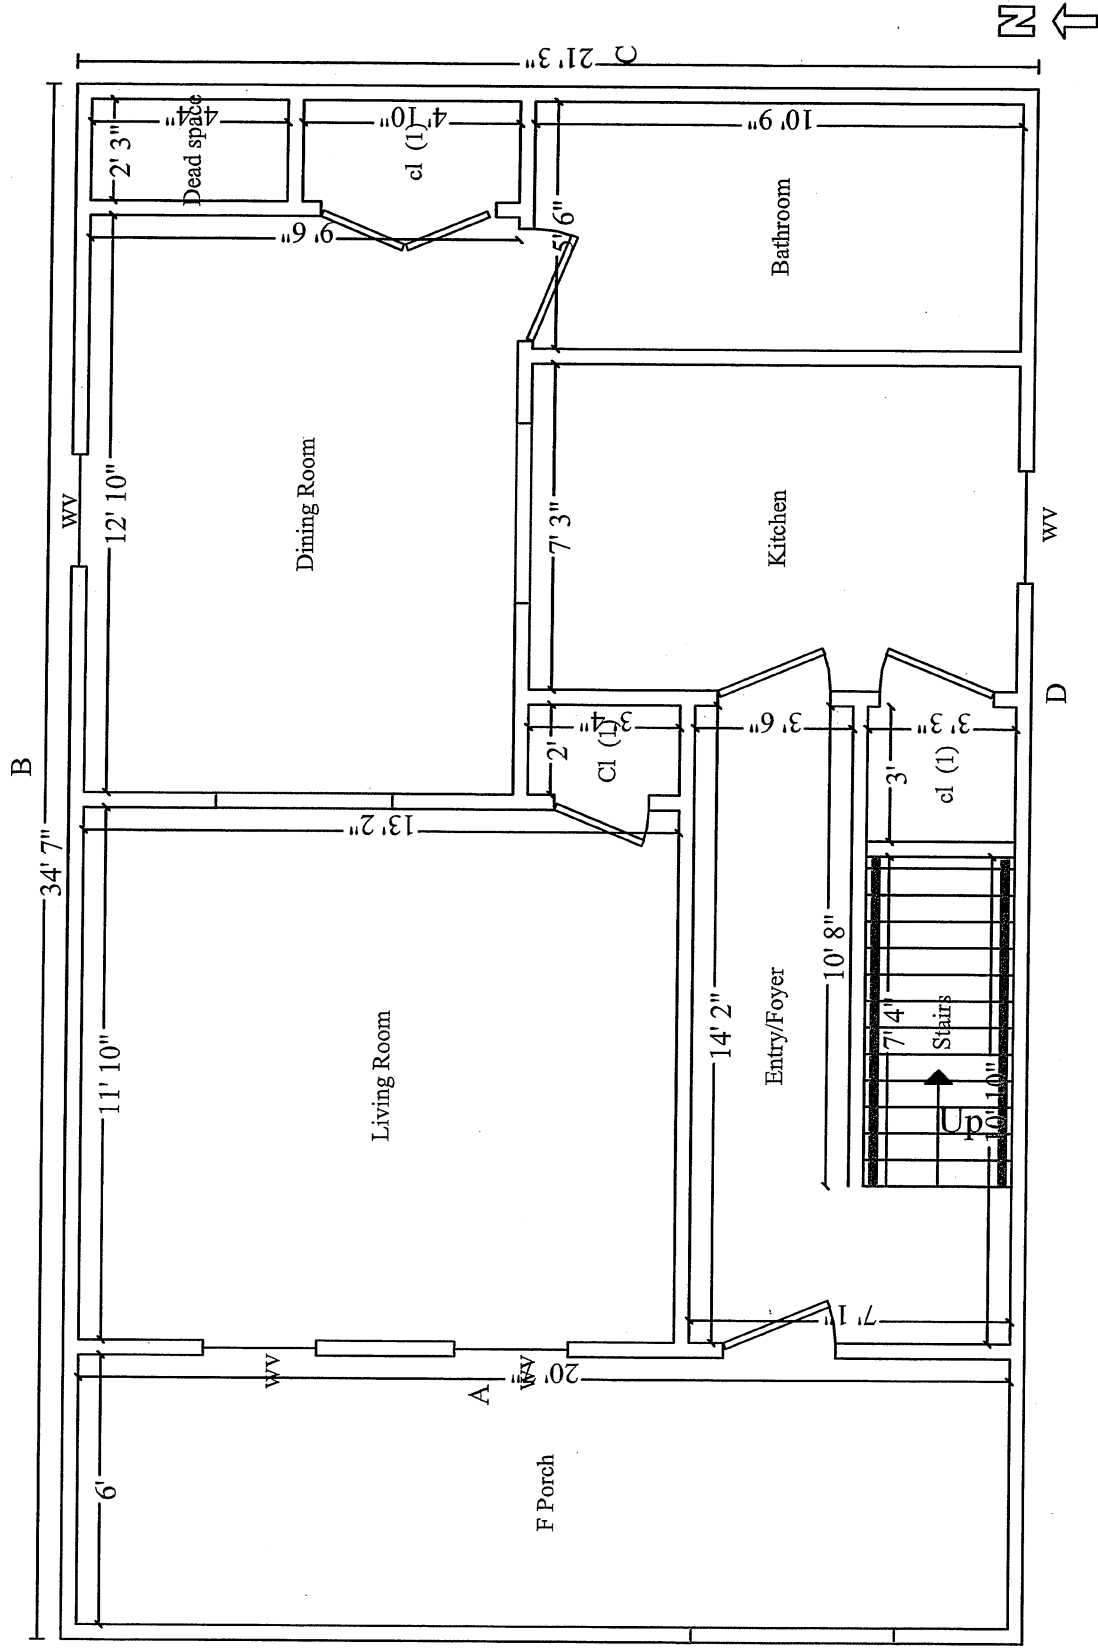 N
21' 3"
C
34' 7"
B
2' 3"
4' 4"
Dead space
4' 10"
cl (1)
10' 9"
Bathroom
5' 6"
9' 6"
12' 10"
wv
Dining Room
7' 3"
Kitchen
wv
D
2'
3' 4"
Cl (1)
3' 6"
3' 3"
3'
cl (1)
13' 2"
11' 10"
Living Room
14' 2"
Entry/Foyer
10' 8"
7' 4"
Stairs
10' 10"
Up
7' 1"
wv
A
wv
20' "
6'
F Porch